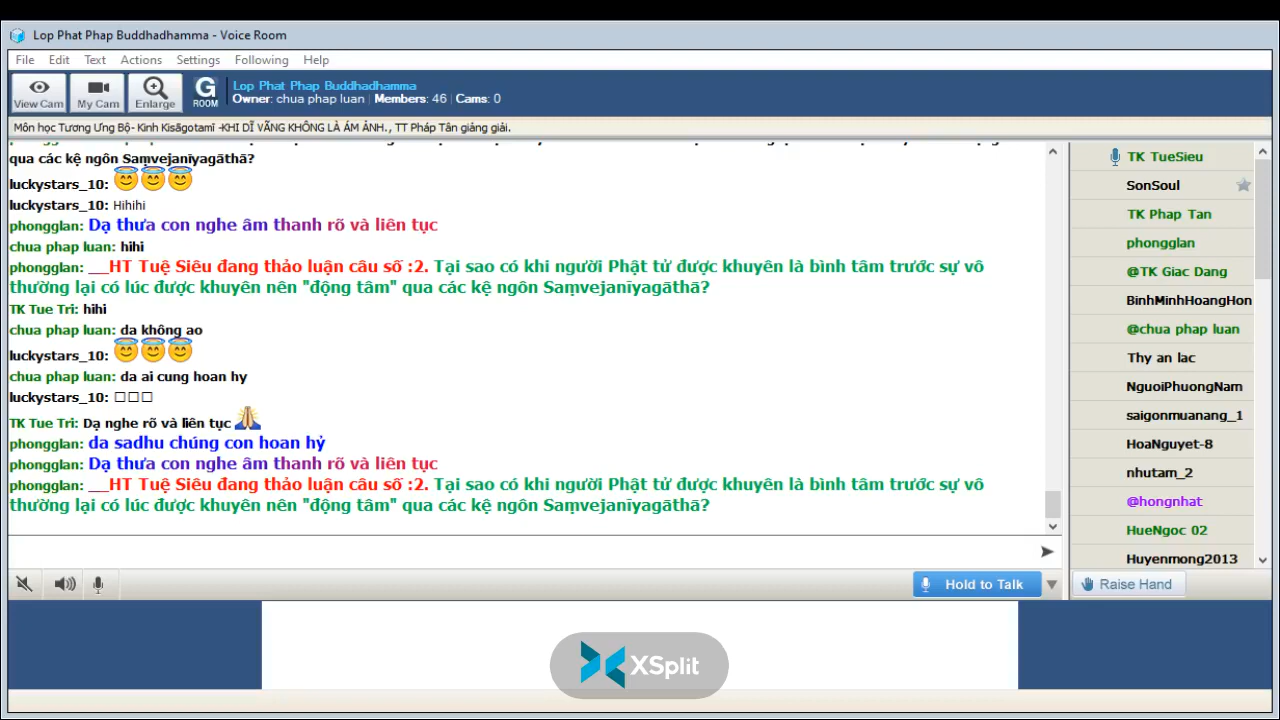 Lop Phat Phap Buddhadhamma - Voice Room
File Edit Text Actions Settings Following Help
View Cam My Cam Enlarge G ROOM
Lop Phat Phap Buddhadhamma
Owner: chua phap luan | Members: 46 | Cams: 0
Môn học Tương Ưng Bộ- Kinh Kisāgotamī -KHI DĨ VÃNG KHÔNG LÀ ÁM ẢNH., TT Pháp Tân giảng giải.
qua các kệ ngôn Saṃvejanīyagāthā?
luckystars_10: 😇😇😇
luckystars_10: Hihihi
phongglan: Dạ thưa con nghe âm thanh rõ và liên tục
chua phap luan: hihi
phongglan: __HT Tuệ Siêu đang thảo luận câu số :2. Tại sao có khi người Phật tử được khuyên là bình tâm trước sự vô
thường lại có lúc được khuyên nên "động tâm" qua các kệ ngôn Saṃvejanīyagāthā?
TK Tue Tri: hihi
chua phap luan: da không ao
luckystars_10: 😇😇😇
chua phap luan: da ai cung hoan hy
luckystars_10: □□□
TK Tue Tri: Dạ nghe rõ và liên tục 🙏
phongglan: da sadhu chúng con hoan hỷ
phongglan: Dạ thưa con nghe âm thanh rõ và liên tục
phongglan: __HT Tuệ Siêu đang thảo luận câu số :2. Tại sao có khi người Phật tử được khuyên là bình tâm trước sự vô
thường lại có lúc được khuyên nên "động tâm" qua các kệ ngôn Saṃvejanīyagāthā?
TK TueSieu
SonSoul
TK Phap Tan
phongglan
@TK Giac Dang
BinhMinhHoangHon
@chua phap luan
Thy an lac
NguoiPhuongNam
saigonmuanang_1
HoaNguyet-8
nhutam_2
@hongnhat
HueNgoc 02
Huyenmong2013
Hold to Talk
Raise Hand
XSplit